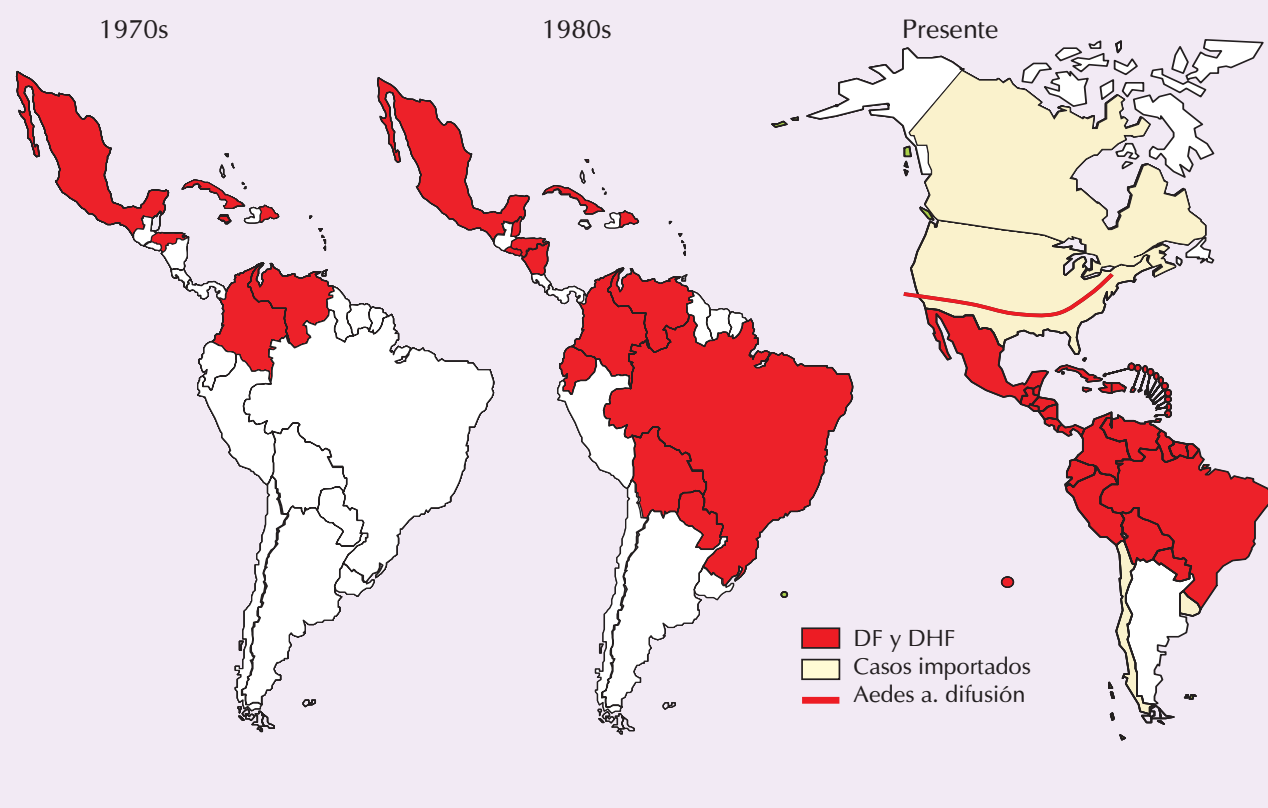 1970s
1980s
Presente
DF y DHF
Casos importados
Aedes a. difusión